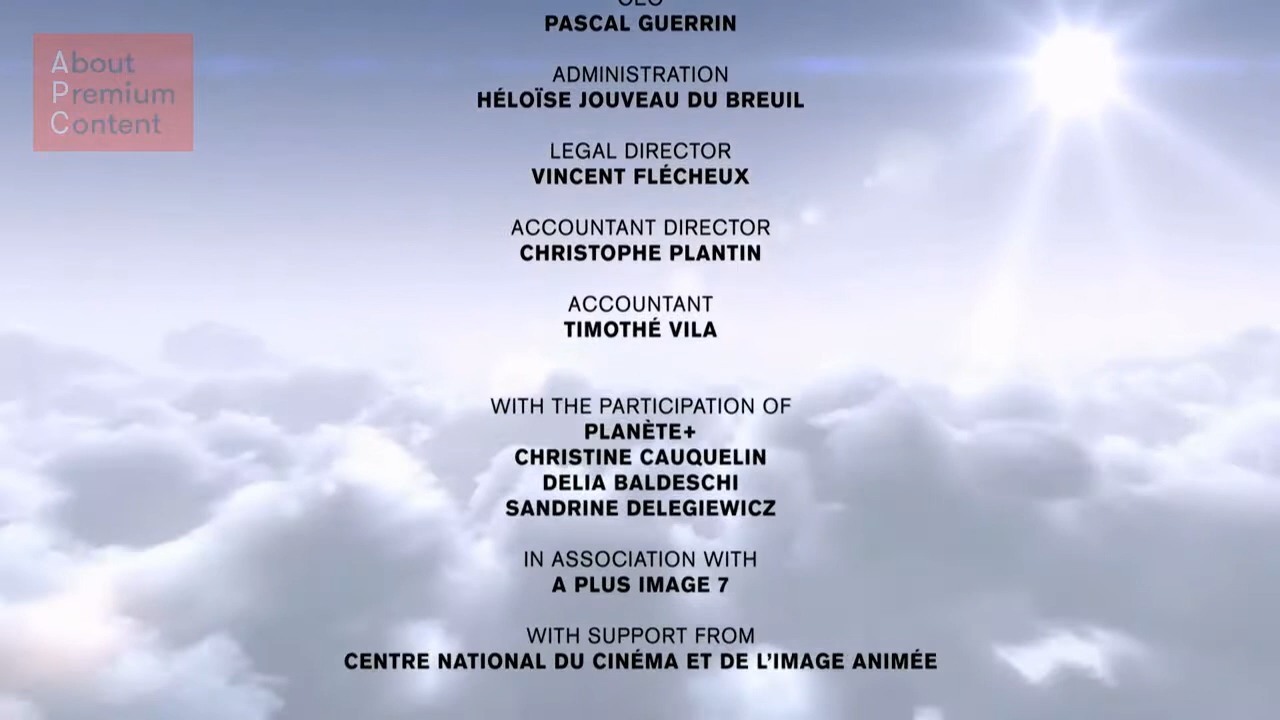 About
Premium
Content
CEO
PASCAL GUERRIN
ADMINISTRATION
HÉLOÏSE JOUVEAU DU BREUIL
LEGAL DIRECTOR
VINCENT FLÉCHEUX
ACCOUNTANT DIRECTOR
CHRISTOPHE PLANTIN
ACCOUNTANT
TIMOTHÉ VILA
WITH THE PARTICIPATION OF
PLANÈTE+
CHRISTINE CAUQUELIN
DELIA BALDESCHI
SANDRINE DELEGIEWICZ
IN ASSOCIATION WITH
A PLUS IMAGE 7
WITH SUPPORT FROM
CENTRE NATIONAL DU CINÉMA ET DE L'IMAGE ANIMÉE